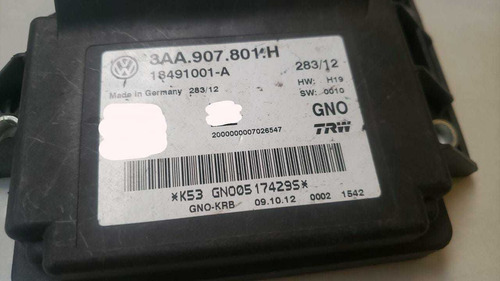 3AA.907.801.H
18491001-A
283/12
Made in Germany 283/12
HW: H19
SW: 0010
GNO
2000000007026547
TRW
*K53 GNO0517429S*
GNO-KRB 09.10.12 0002 1542